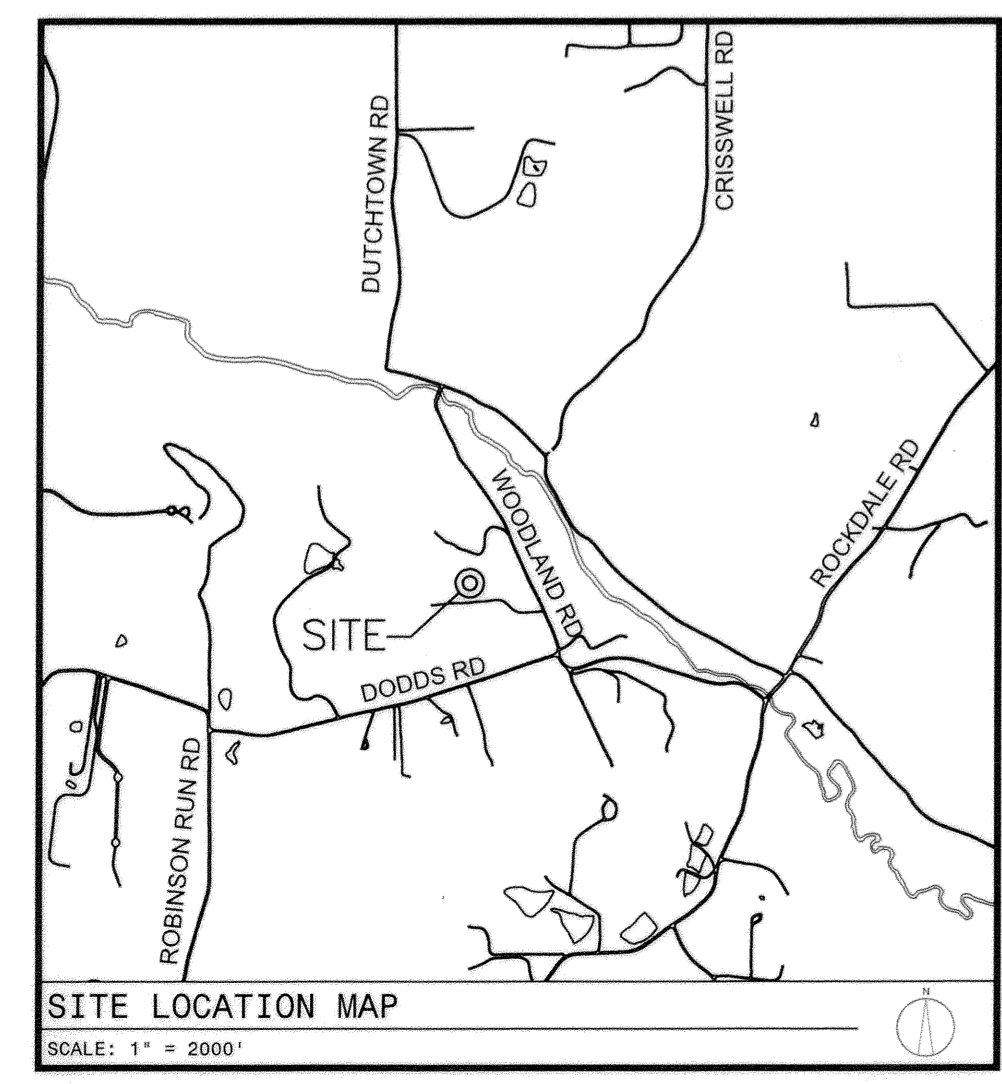 DUTCHTOWN RD
CRISSWELL RD
WOODLAND RD
ROCKDALE RD
SITE
DODDS RD
ROBINSON RUN RD
SITE LOCATION MAP
N
SCALE: 1" = 2000'